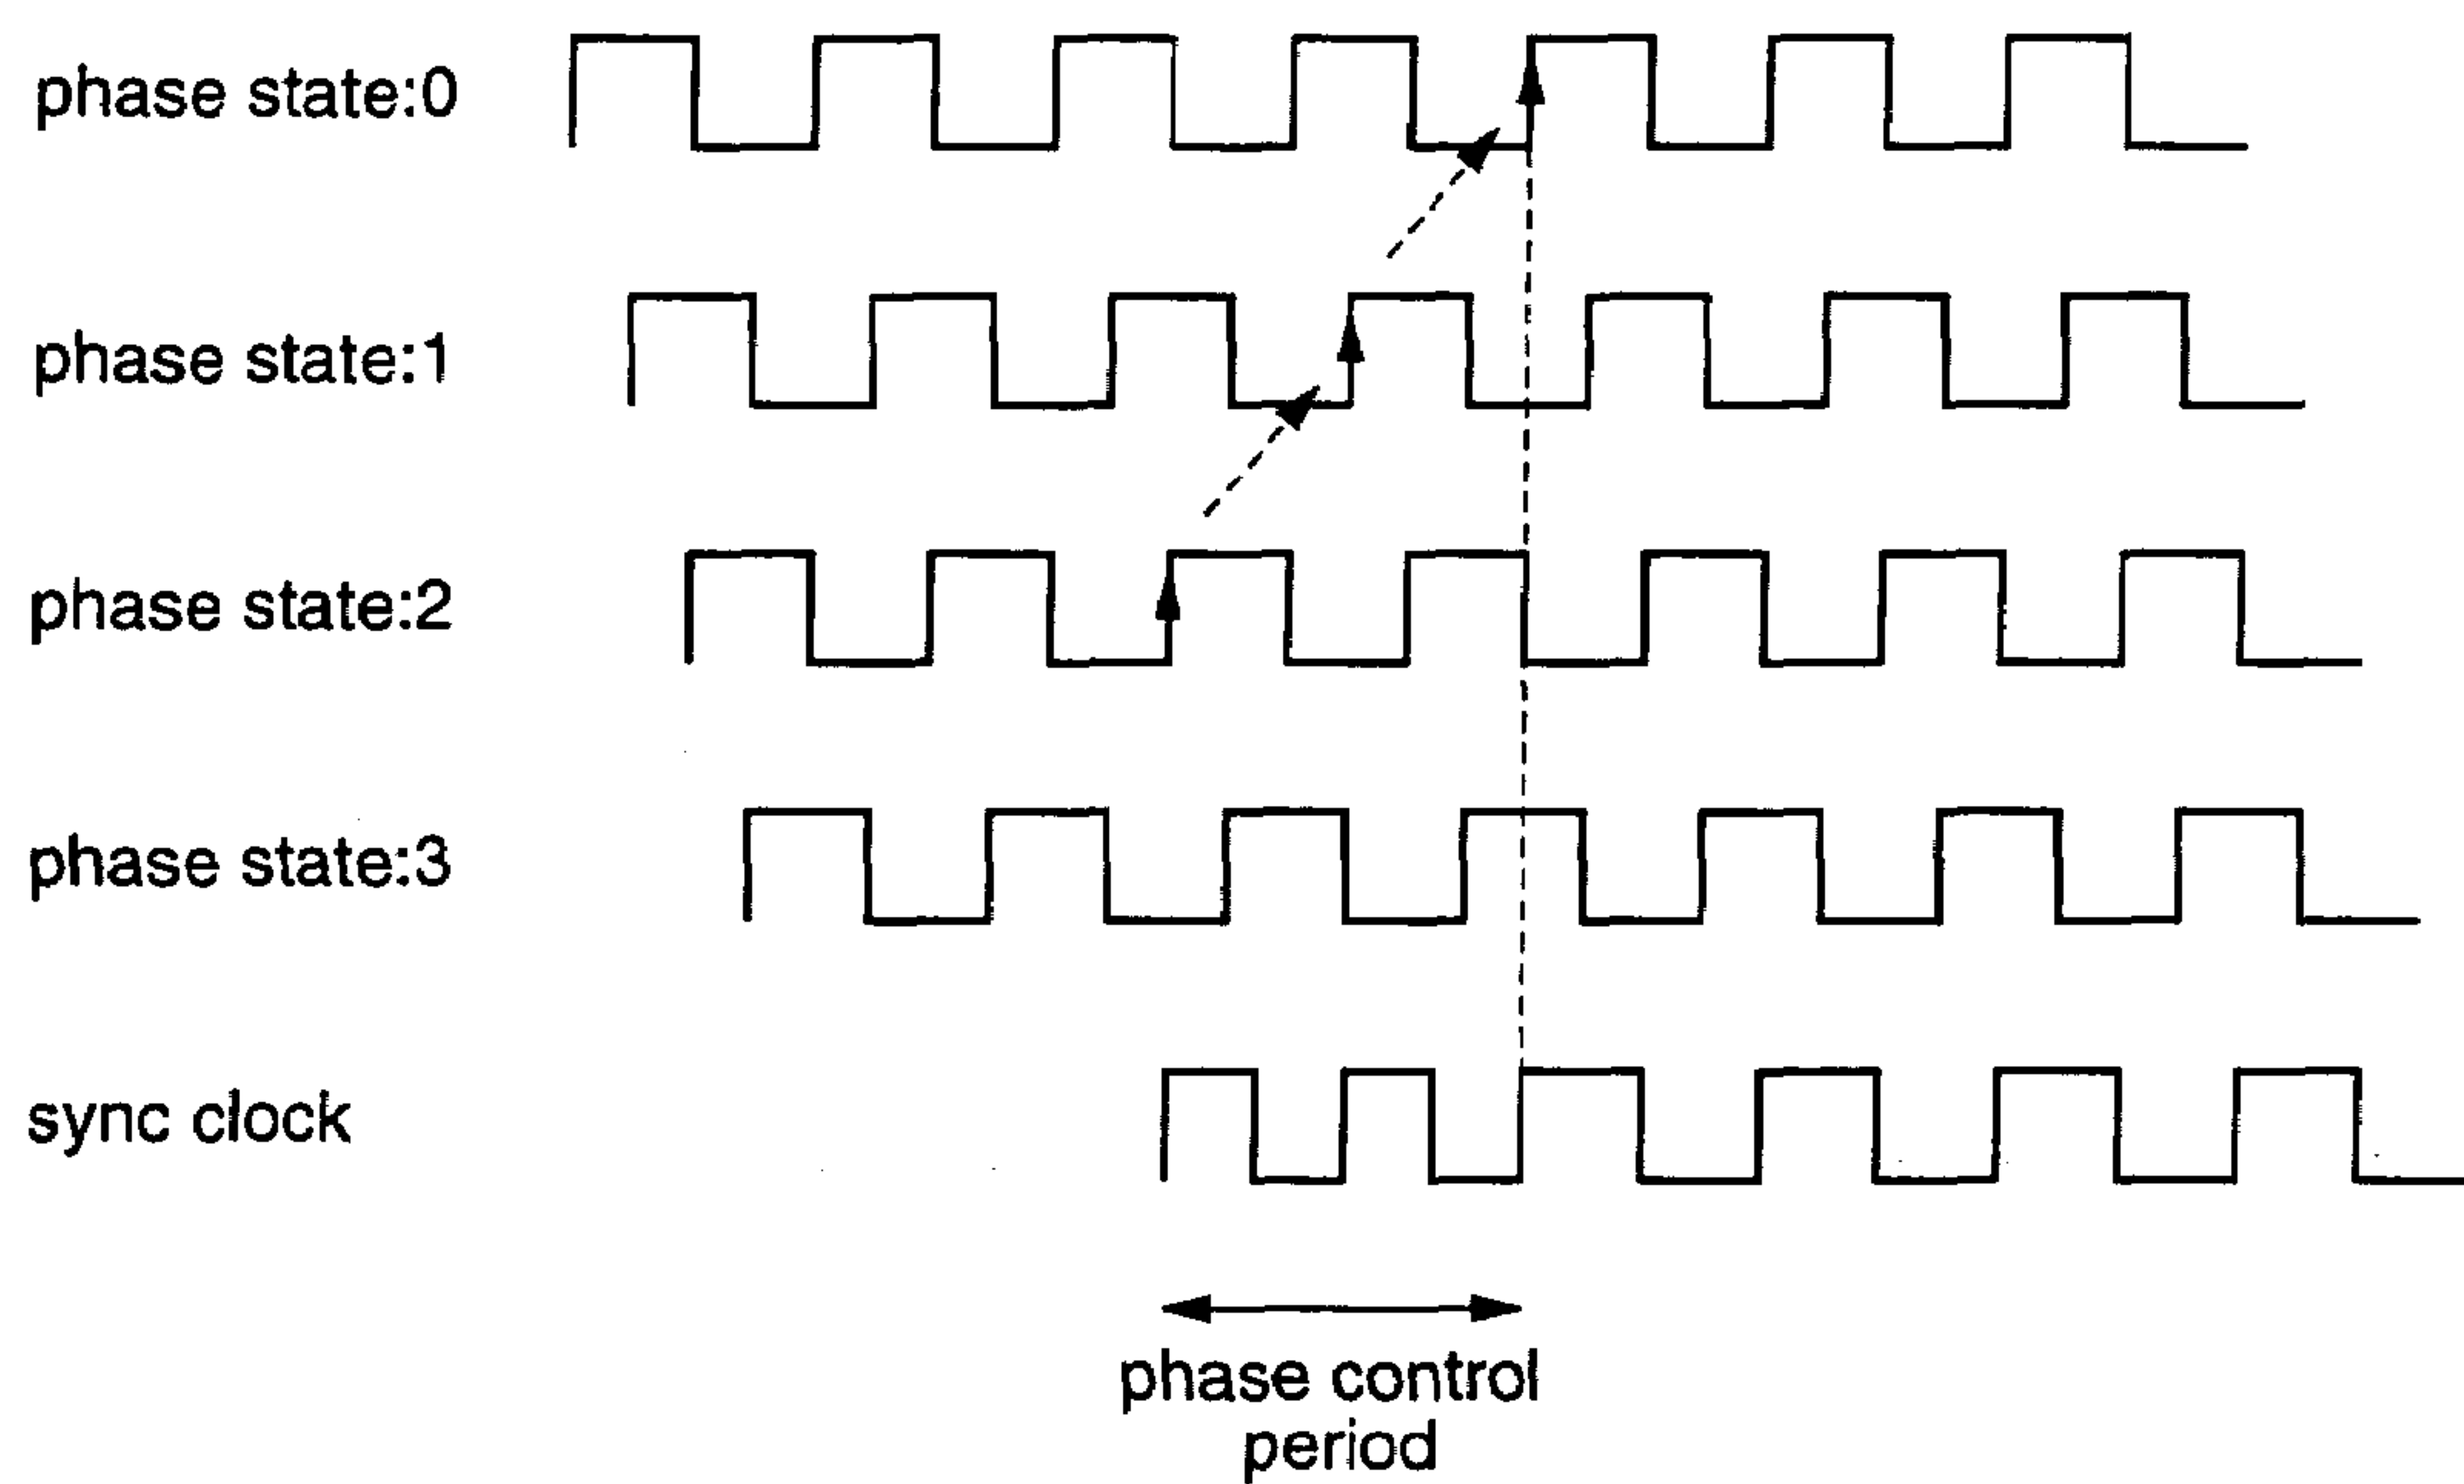 phase state:0
phase state:1
phase state:2
phase state:3
sync clock
phase control
period